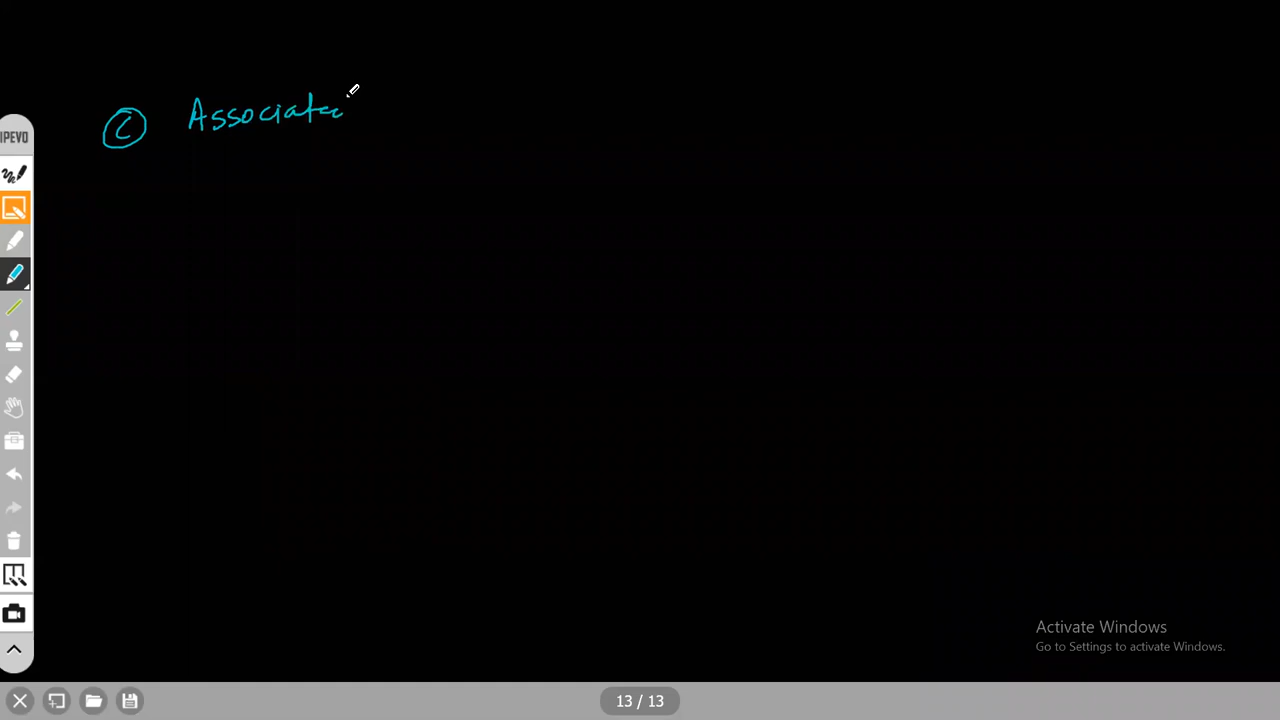 Ⓒ Associate
IPEVO
Activate Windows
Go to Settings to activate Windows.
13 / 13